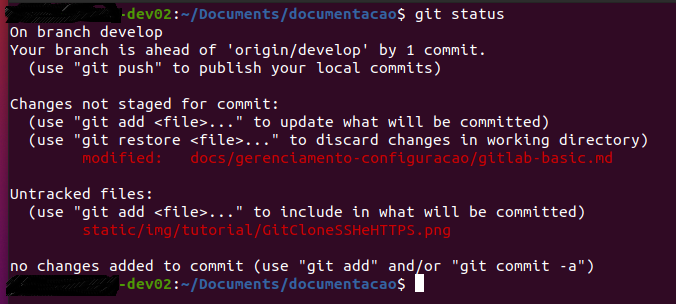 -dev02:~/Documents/documentacao$ git status
On branch develop
Your branch is ahead of 'origin/develop' by 1 commit.
  (use "git push" to publish your local commits)

Changes not staged for commit:
  (use "git add <file>..." to update what will be committed)
  (use "git restore <file>..." to discard changes in working directory)
        modified:   docs/gerenciamento-configuracao/gitlab-basic.md

Untracked files:
  (use "git add <file>..." to include in what will be committed)
        static/img/tutorial/GitCloneSSHeHTTPS.png

no changes added to commit (use "git add" and/or "git commit -a")
-dev02:~/Documents/documentacao$